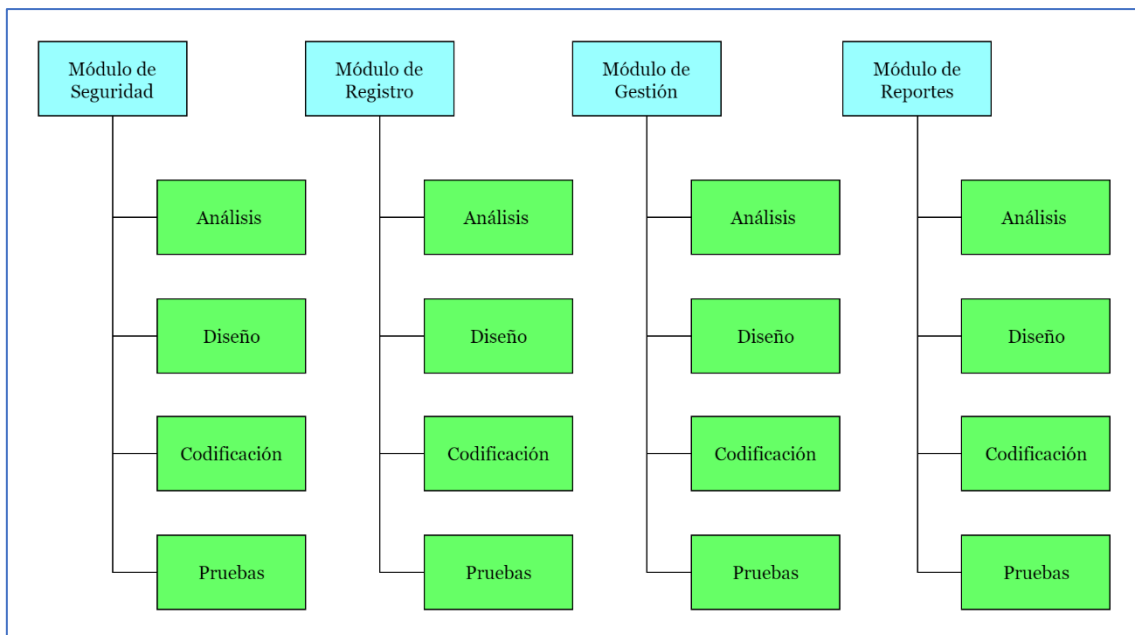 Módulo de
Seguridad
Análisis
Diseño
Codificación
Pruebas
Módulo de
Registro
Análisis
Diseño
Codificación
Pruebas
Módulo de
Gestión
Análisis
Diseño
Codificación
Pruebas
Módulo de
Reportes
Análisis
Diseño
Codificación
Pruebas